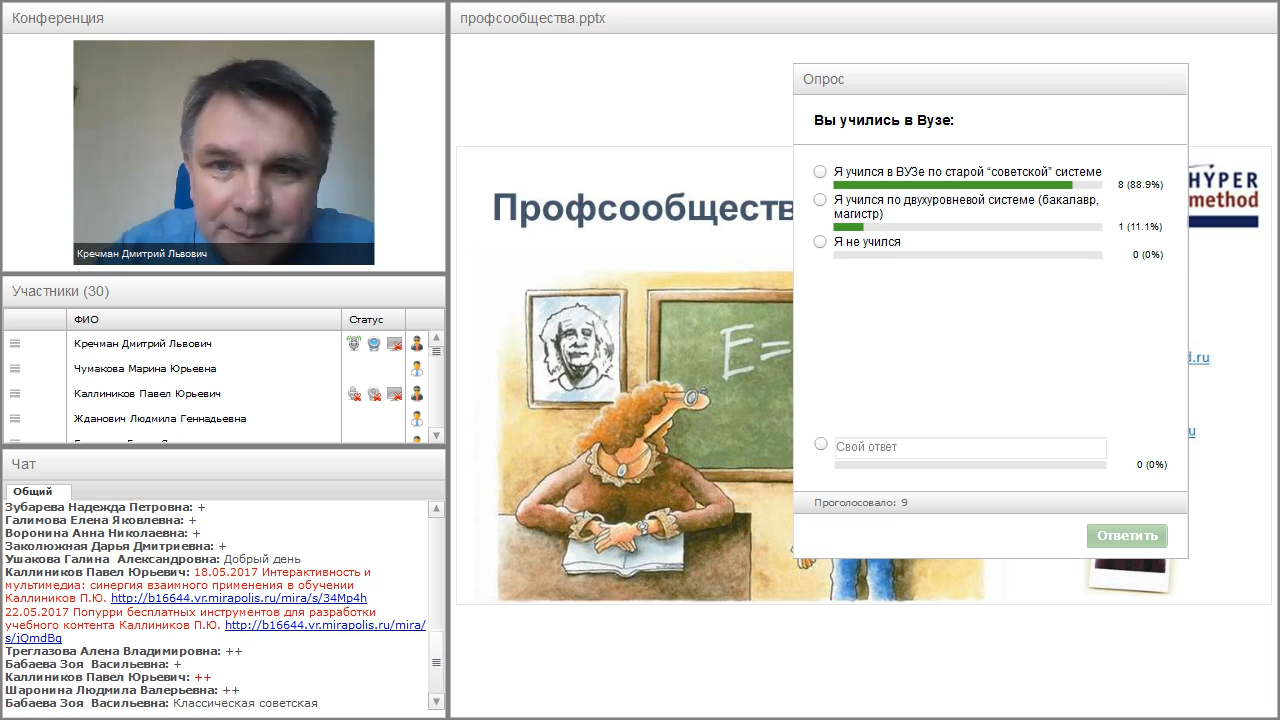 Конференция
Кречман Дмитрий Львович
Участники (30)
ФИО
Статус
Кречман Дмитрий Львович
Чумакова Марина Юрьевна
Каллиников Павел Юрьевич
Жданович Людмила Геннадьевна
Чат
Общий
Зубарева Надежда Петровна: +
Галимова Елена Яковлевна: +
Воронина Анна Николаевна: +
Заколюжная Дарья Дмитриевна: +
Ушакова Галина Александровна: Добрый день
Каллиников Павел Юрьевич: 18.05.2017 Интерактивность и
мультимедиа: синергия взаимного применения в обучении
Каллиников П.Ю. http://b16644.vr.mirapolis.ru/mira/s/34Mp4h
22.05.2017 Попурри бесплатных инструментов для разработки
учебного контента Каллиников П.Ю. http://b16644.vr.mirapolis.ru/mira/
s/jQmdBq
Треглазова Алена Владимировна: ++
Бабаева Зоя Васильевна: +
Каллиников Павел Юрьевич: ++
Шаронина Людмила Валерьевна: ++
Бабаева Зоя Васильевна: Классическая советская
профсообщества.pptx
Профсообществ
E=
HYPER
method
d.ru
u
Опрос
Вы учились в Вузе:
Я учился в ВУЗе по старой “советской” системе
8 (88.9%)
Я учился по двухуровневой системе (бакалавр,
магистр)
1 (11.1%)
Я не учился
0 (0%)
Свой ответ
0 (0%)
Проголосовало: 9
Ответить